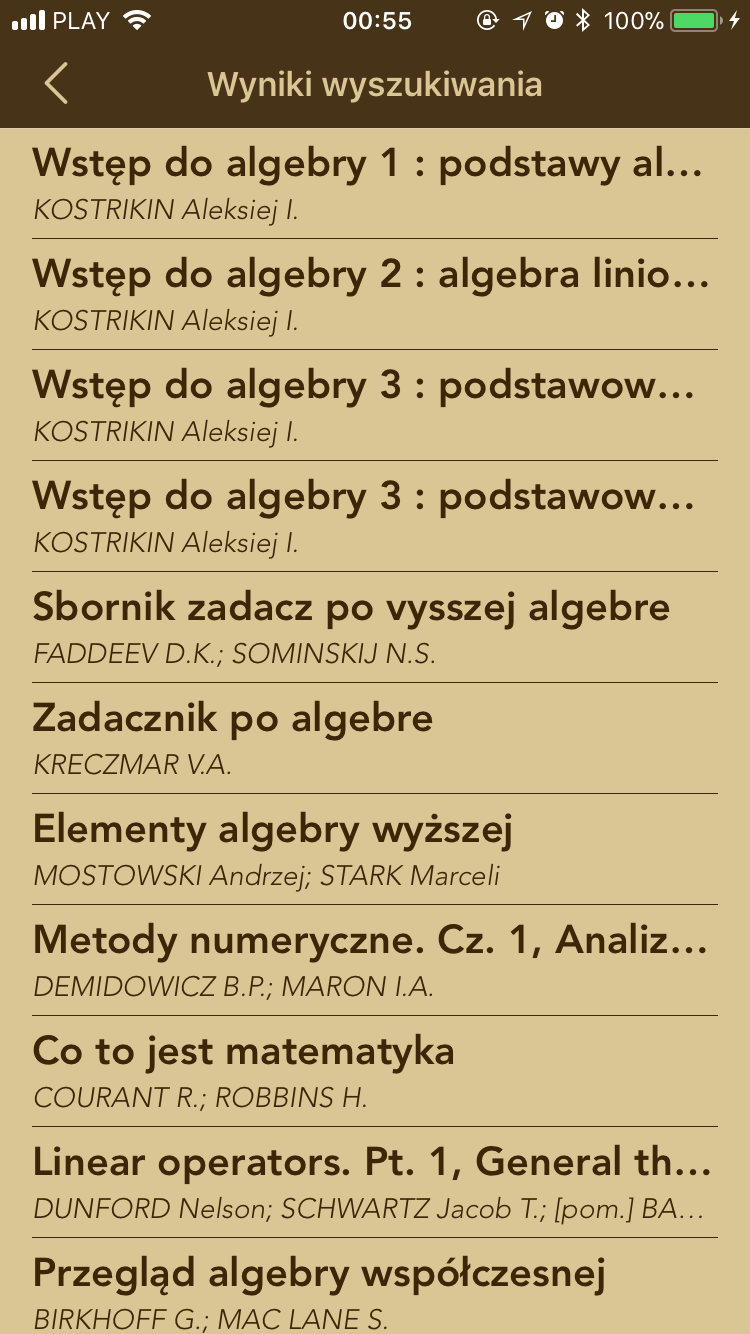 PLAY 00:55 100%
Wyniki wyszukiwania
Wstęp do algebry 1 : podstawy al...
KOSTRIKIN Aleksiej I.
Wstęp do algebry 2 : algebra linio...
KOSTRIKIN Aleksiej I.
Wstęp do algebry 3 : podstawow...
KOSTRIKIN Aleksiej I.
Wstęp do algebry 3 : podstawow...
KOSTRIKIN Aleksiej I.
Sbornik zadacz po vysszej algebre
FADDEEV D.K.; SOMINSKIJ N.S.
Zadacznik po algebre
KRECZMAR V.A.
Elementy algebry wyższej
MOSTOWSKI Andrzej; STARK Marceli
Metody numeryczne. Cz. 1, Analiz...
DEMIDOWICZ B.P.; MARON I.A.
Co to jest matematyka
COURANT R.; ROBBINS H.
Linear operators. Pt. 1, General th...
DUNFORD Nelson; SCHWARTZ Jacob T.; [pom.] BA...
Przegląd algebry współczesnej
BIRKHOFF G.; MAC LANE S.